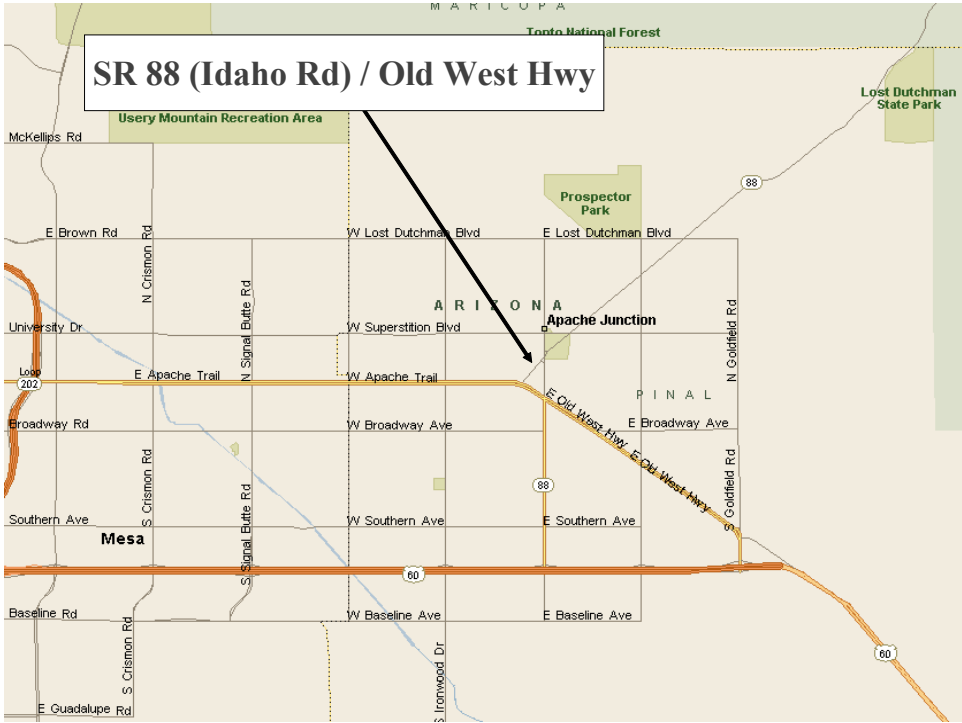 MARICOPA
Tonto National Forest
SR 88 (Idaho Rd) / Old West Hwy
Lost Dutchman
State Park
Usery Mountain Recreation Area
McKellips Rd
88
Prospector
Park
E Brown Rd
W Lost Dutchman Blvd
E Lost Dutchman Blvd
N Crismon Rd
N Signal Butte Rd
ARIZONA
Apache Junction
University Dr
W Superstition Blvd
N Goldfield Rd
Loop
202
E Apache Trail
W Apache Trail
PINAL
E Old West Hwy
Broadway Rd
W Broadway Ave
E Broadway Ave
E Old West Hwy
88
S Crismon Rd
S Signal Butte Rd
S Goldfield Rd
Southern Ave
W Southern Ave
E Southern Ave
Mesa
60
Baseline Rd
W Baseline Ave
E Baseline Ave
S Crismon Rd
S Ironwood Dr
60
E Guadalupe Rd